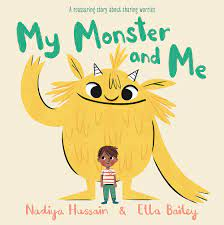 A reassuring story about sharing worries
My Monster
and Me
Nadiya Hussain & Ella Bailey